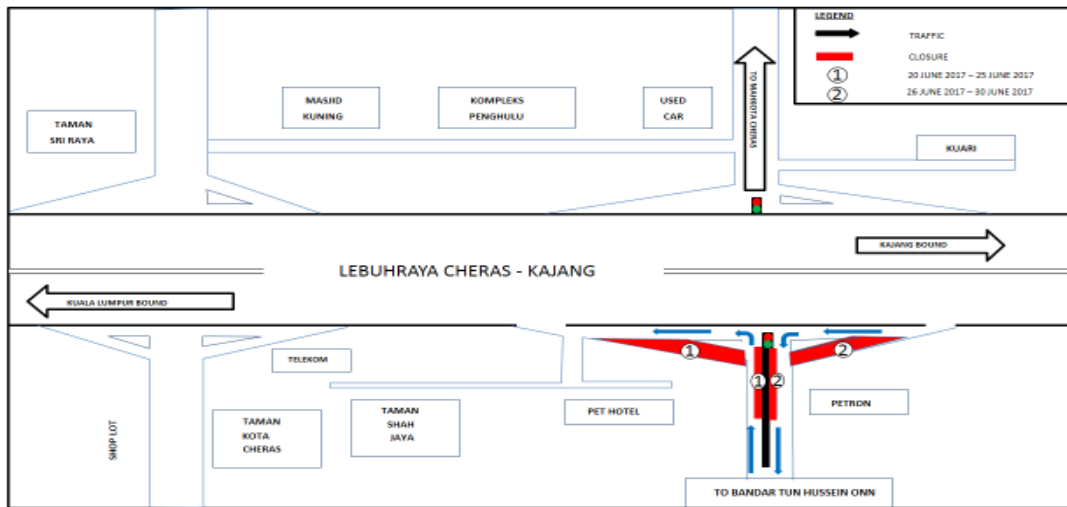 LEGEND
TRAFFIC
CLOSURE
1 20 JUNE 2017 – 25 JUNE 2017
2 26 JUNE 2017 – 30 JUNE 2017
TAMAN
SRI RAYA
MASJID
KUNING
KOMPLEKS
PENGHULU
USED
CAR
TO MAHKOTA CHERAS
KUARI
KAJANG BOUND
LEBUHRAYA CHERAS - KAJANG
KUALA LUMPUR BOUND
TELEKOM
1
2
1
2
SHOP LOT
TAMAN
KOTA
CHERAS
TAMAN
SHAH
JAYA
PET HOTEL
PETRON
TO BANDAR TUN HUSSEIN ONN